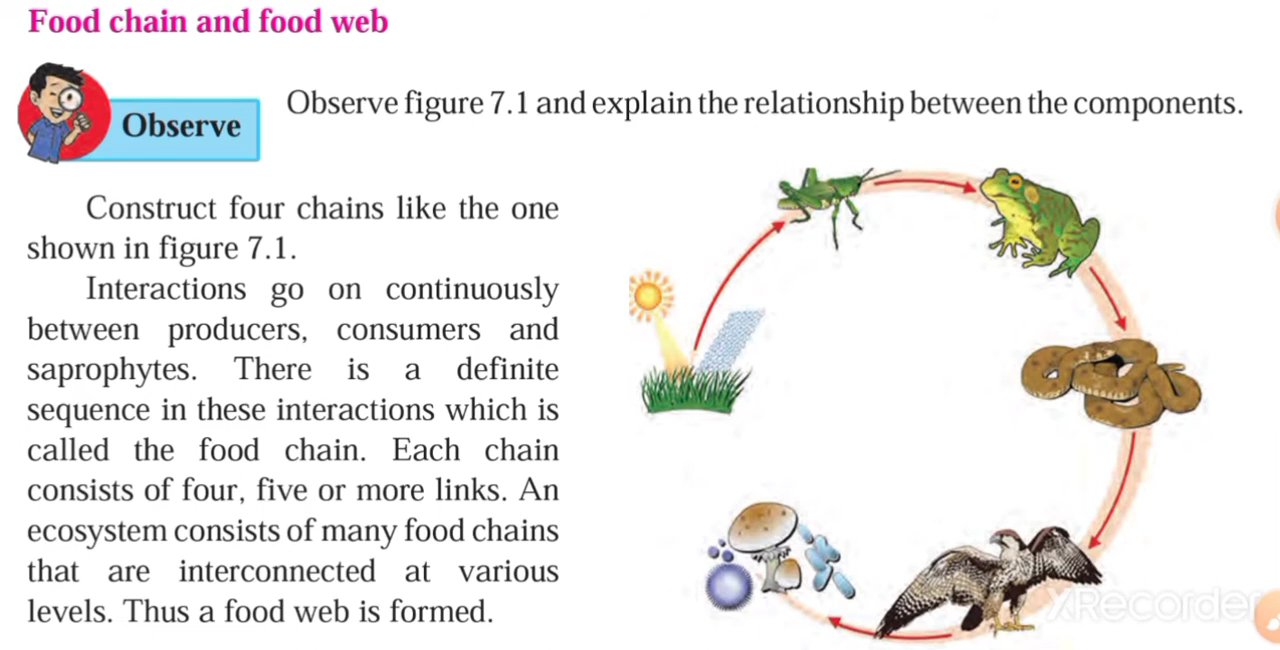 Food chain and food web
Observe
Observe figure 7.1 and explain the relationship between the components.
Construct four chains like the one
shown in figure 7.1.
Interactions go on continuously
between producers, consumers and
saprophytes. There is a definite
sequence in these interactions which is
called the food chain. Each chain
consists of four, five or more links. An
ecosystem consists of many food chains
that are interconnected at various
levels. Thus a food web is formed.
XRecorder